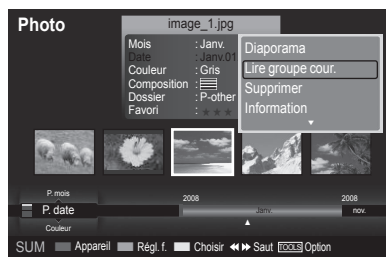 Photo
image_1.jpg
Mois : Janv.
Date : Janv.01
Couleur : Gris
Composition :
Dossier : P-other
Favori : ★ ★ ★
Diaporama
Lire groupe cour.
Supprimer
Information
P. mois
P. date
Couleur
2008
2008
Janv.
nov.
SUM Appareil Régl. f. Choisir Saut TOOLS Option